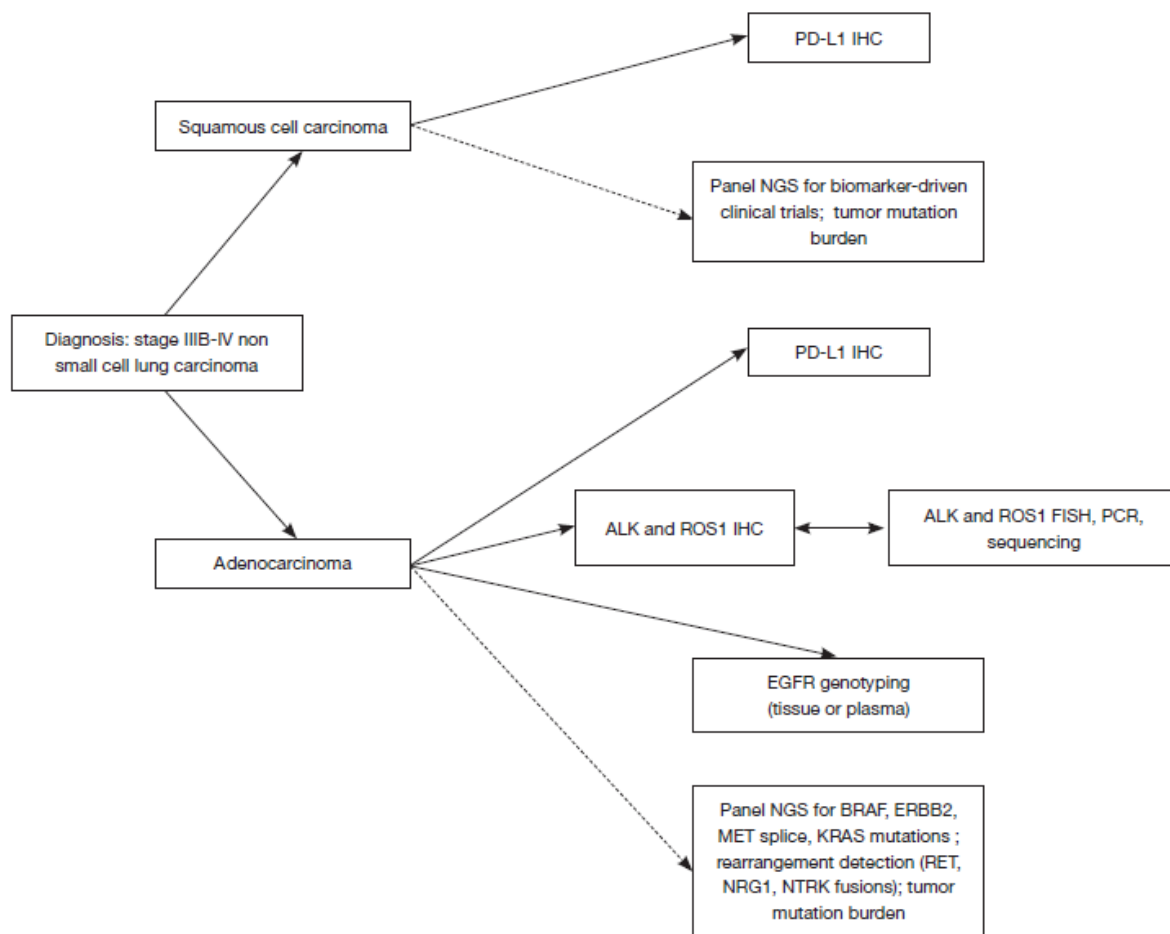 PD-L1 IHC
Squamous cell carcinoma
Panel NGS for biomarker-driven
clinical trials; tumor mutation
burden
Diagnosis: stage IIIB-IV non
small cell lung carcinoma
PD-L1 IHC
ALK and ROS1 IHC
ALK and ROS1 FISH, PCR,
sequencing
Adenocarcinoma
EGFR genotyping
(tissue or plasma)
Panel NGS for BRAF, ERBB2,
MET splice, KRAS mutations ;
rearrangement detection (RET,
NRG1, NTRK fusions); tumor
mutation burden